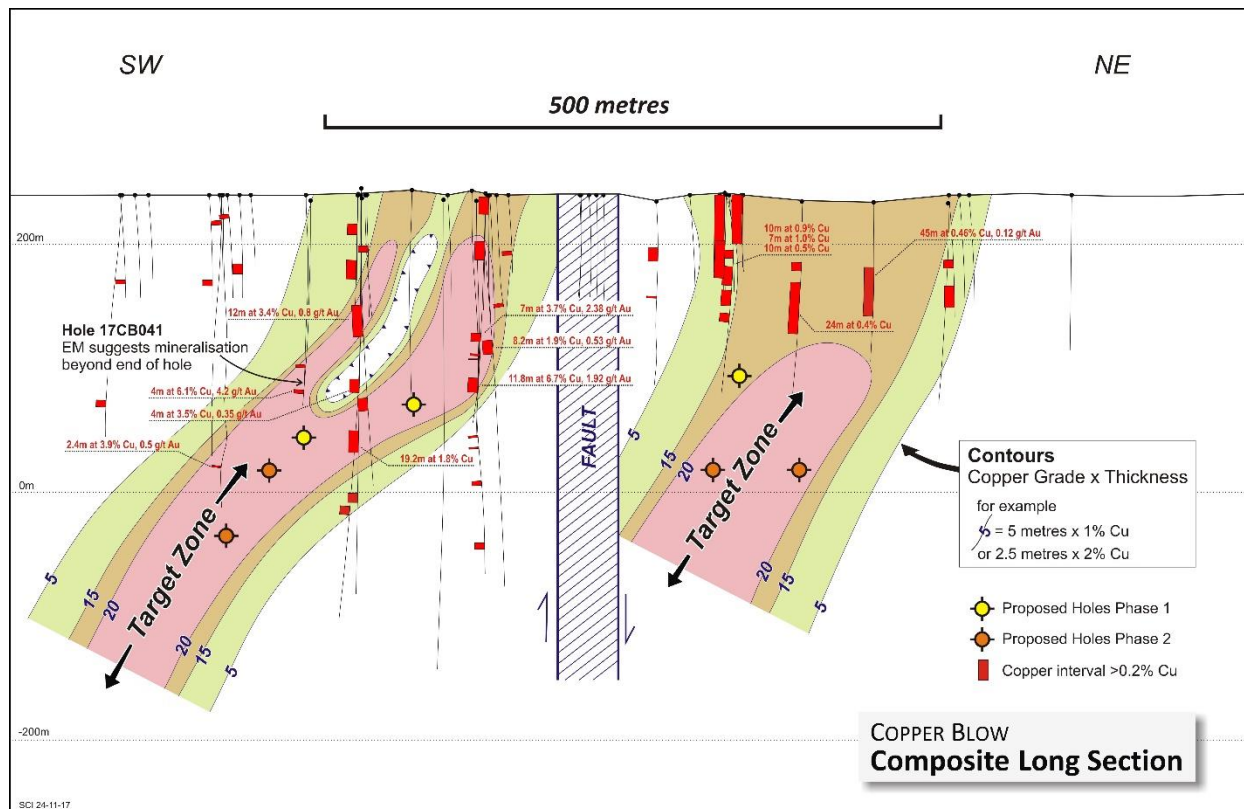 SW
NE
500 metres
200m
10m at 0.9% Cu
7m at 1.0% Cu
10m at 0.5% Cu
45m at 0.46% Cu, 0.12 g/t Au
12m at 3.4% Cu, 0.8 g/t Au
7m at 3.7% Cu, 2.38 g/t Au
24m at 0.4% Cu
Hole 17CB041
EM suggests mineralisation
beyond end of hole
8.2m at 1.9% Cu, 0.53 g/t Au
4m at 6.1% Cu, 4.2 g/t Au
11.8m at 6.7% Cu, 1.92 g/t Au
4m at 3.5% Cu, 0.35 g/t Au
2.4m at 3.9% Cu, 0.5 g/t Au
19.2m at 1.8% Cu
FAULT
0m
Target Zone
5
15
20
20
15
5
Target Zone
5
15
20
20
15
5
Contours
Copper Grade x Thickness
for example
5 = 5 metres x 1% Cu
or 2.5 metres x 2% Cu
Proposed Holes Phase 1
Proposed Holes Phase 2
Copper interval >0.2% Cu
-200m
COPPER BLOW
Composite Long Section
SCI 24-11-17